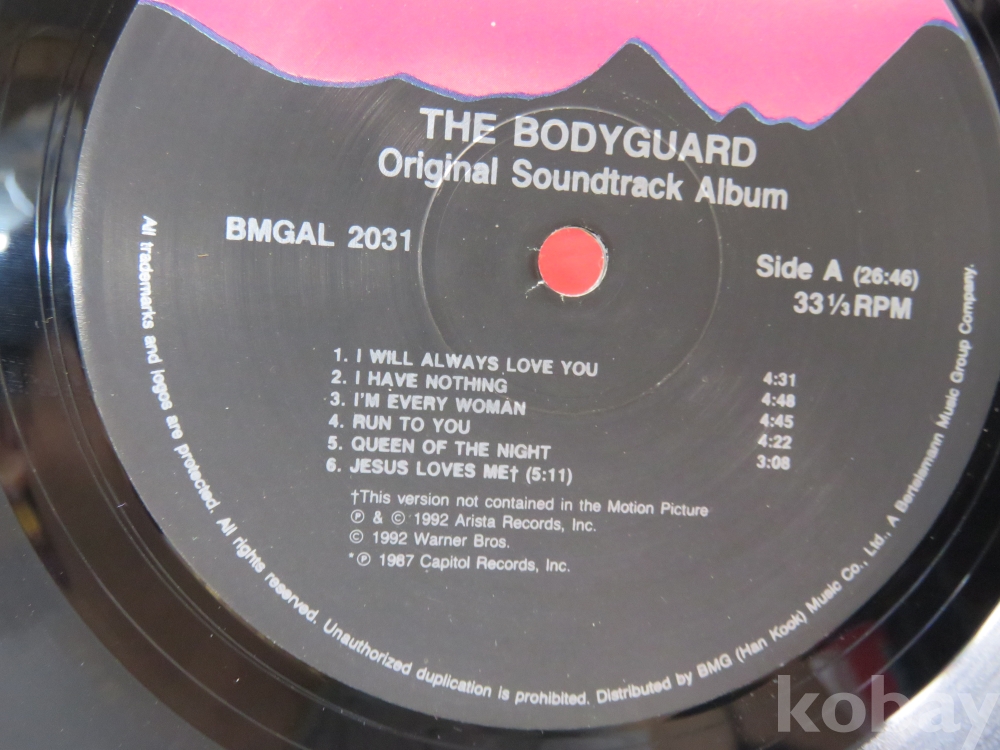 THE BODYGUARD
Original Soundtrack Album
BMGAL 2031
Side A (26:46)
33 1/3 RPM
1. I WILL ALWAYS LOVE YOU 4:31
2. I HAVE NOTHING 4:48
3. I'M EVERY WOMAN 4:45
4. RUN TO YOU 4:22
5. QUEEN OF THE NIGHT 3:08
6. JESUS LOVES ME† (5:11)
†This version not contained in the Motion Picture
℗ & © 1992 Arista Records, Inc.
© 1992 Warner Bros.
*℗ 1987 Capitol Records, Inc.
All trademarks and logos are protected. All rights reserved. Unauthorized duplication is prohibited. Distributed by BMG (Han Kook) Music Co., Ltd., A Bertelsmann Music Group Company.
kobay